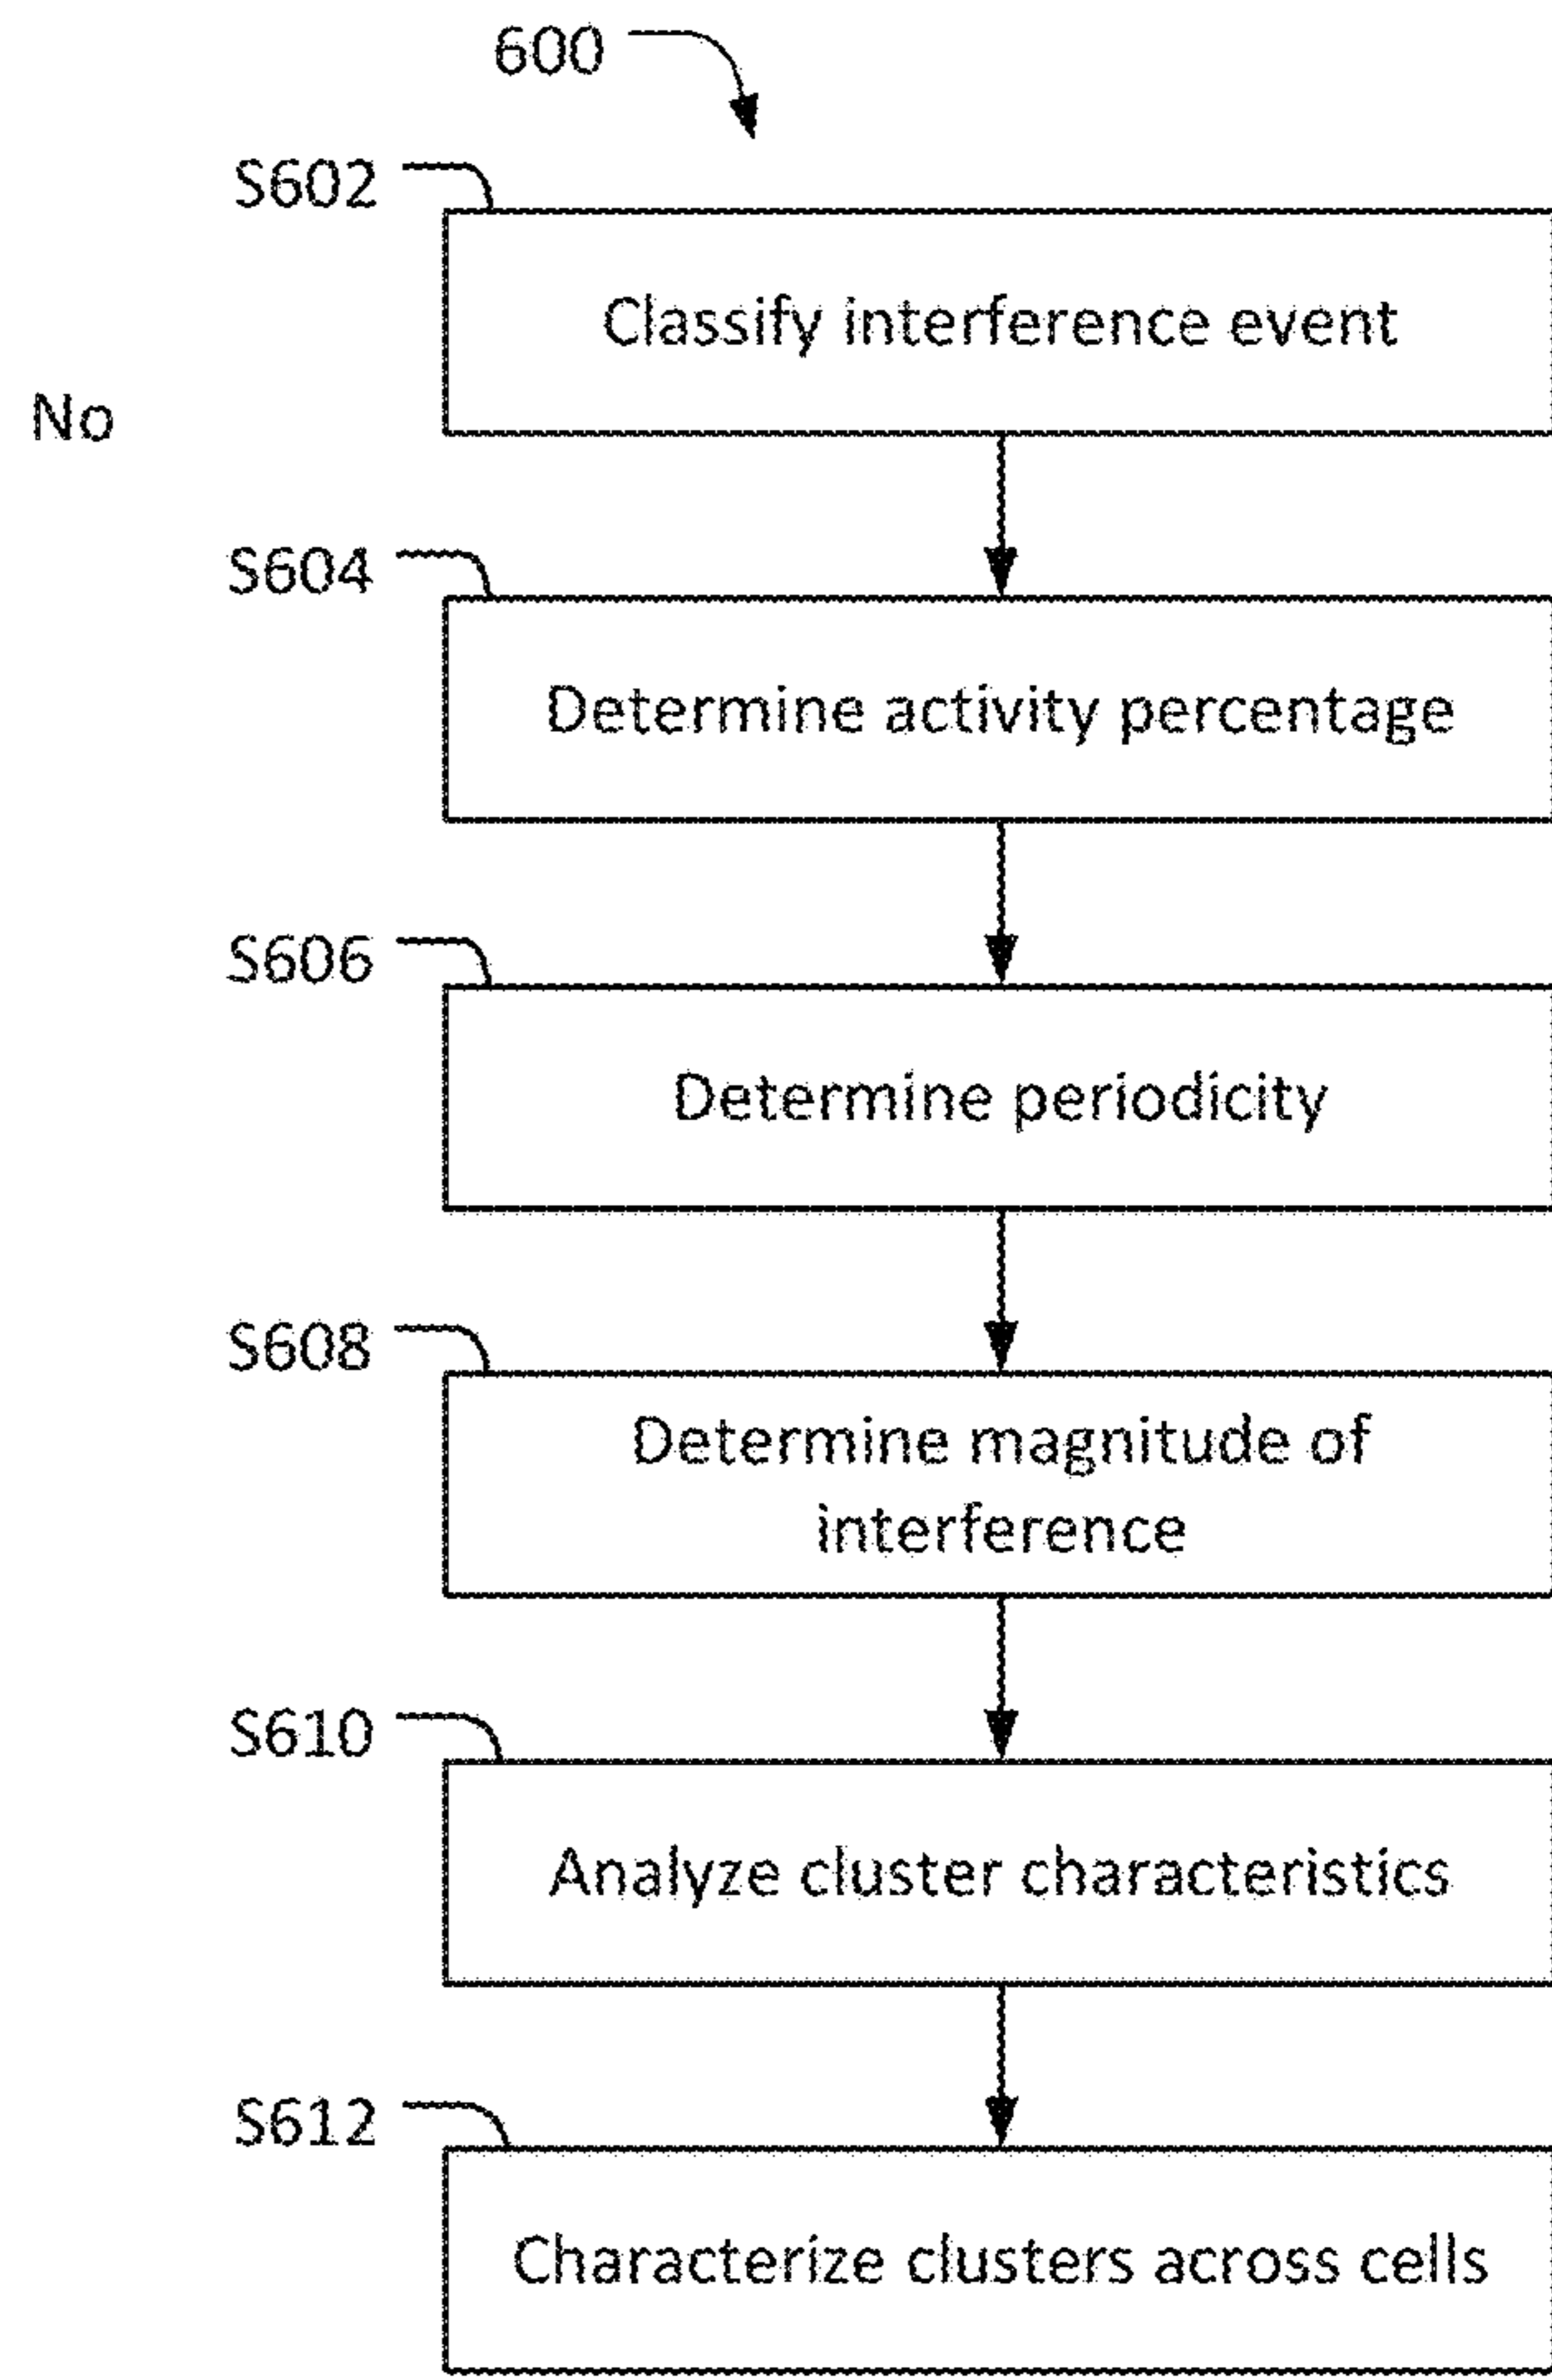 600
S602
Classify interference event
No
S604
Determine activity percentage
S606
Determine periodicity
S608
Determine magnitude of
interference
S610
Analyze cluster characteristics
S612
Characterize clusters across cells